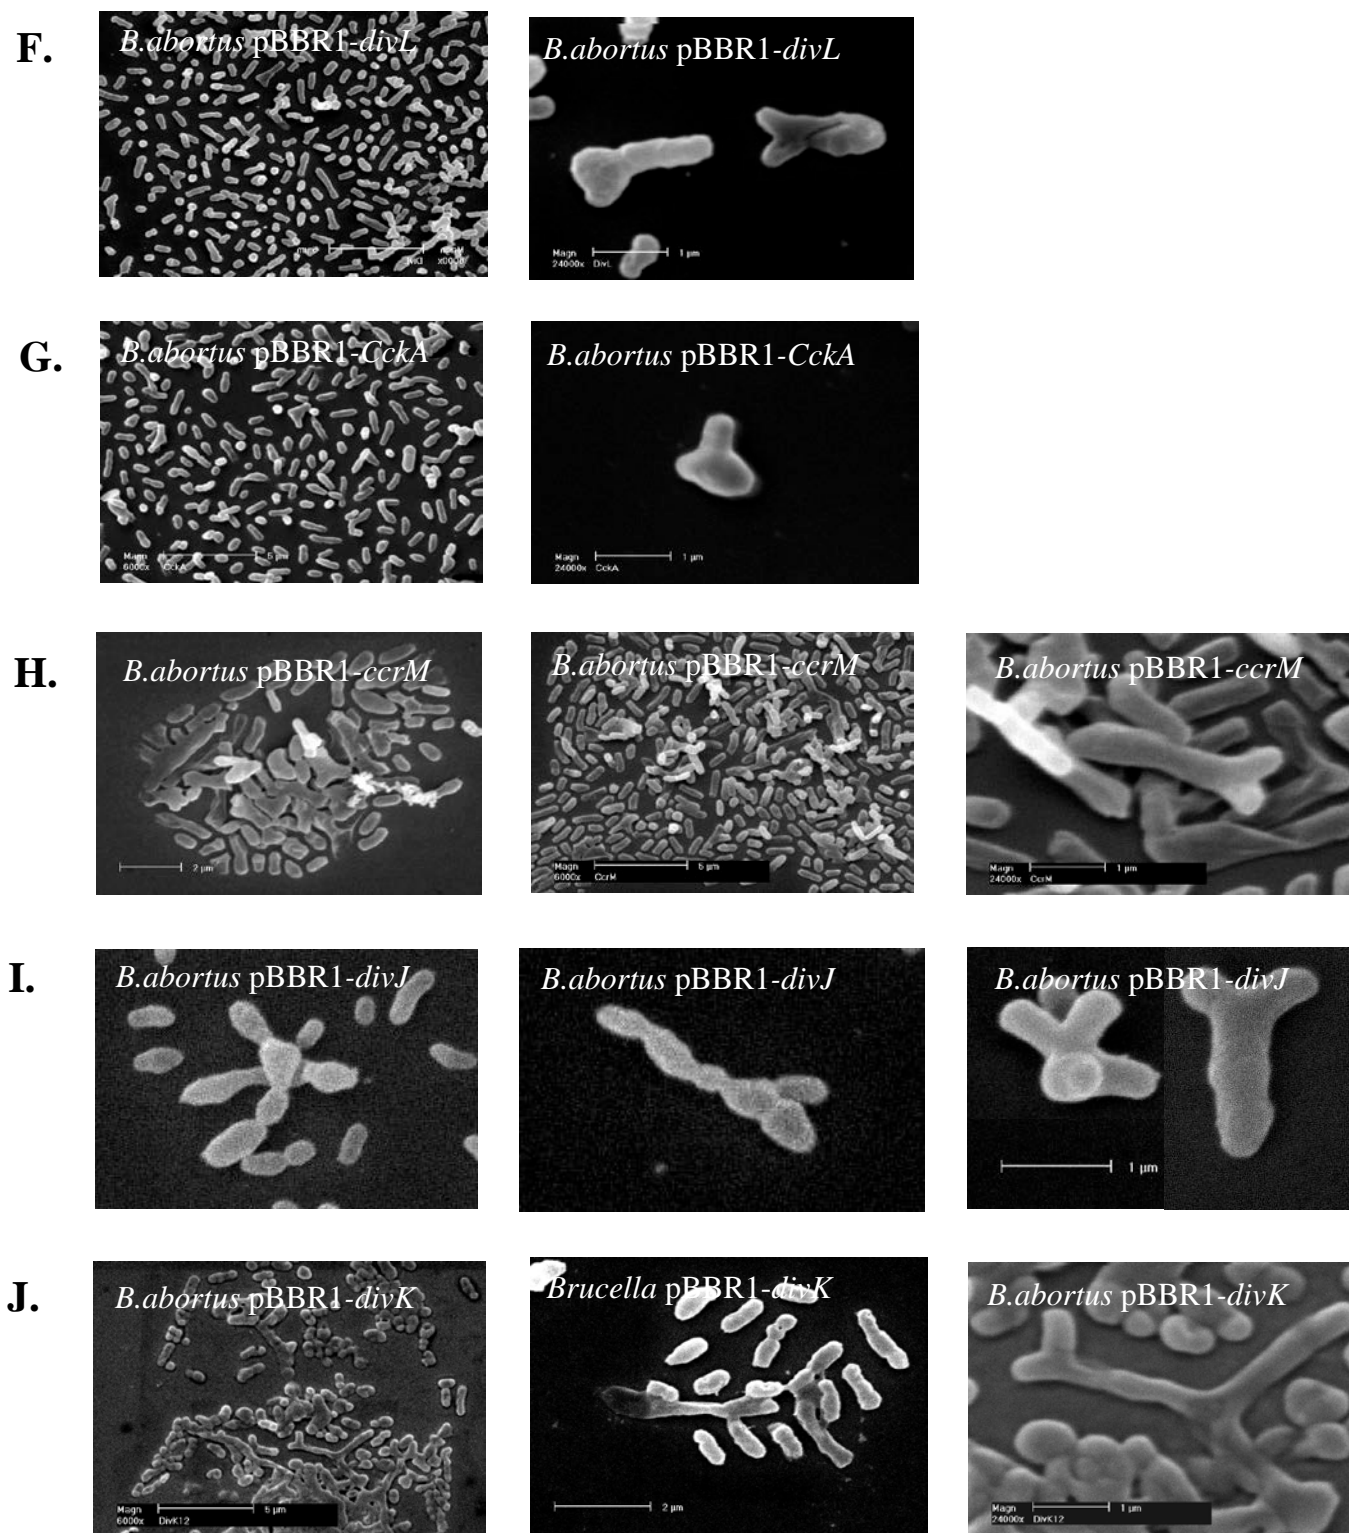 F.
B.abortus pBBR1-divL
B.abortus pBBR1-divL
Magn 1 µm
24000x DivL
G.
B.abortus pBBR1-CckA
Magn 5 µm
6000x CckA
B.abortus pBBR1-CckA
Magn 1 µm
24000x CckA
H.
B.abortus pBBR1-ccrM
2 µm
B.abortus pBBR1-ccrM
Magn 5 µm
6000x CcrM
B.abortus pBBR1-ccrM
Magn 1 µm
24000x CcrM
I.
B.abortus pBBR1-divJ
B.abortus pBBR1-divJ
B.abortus pBBR1-divJ
1 µm
J.
B.abortus pBBR1-divK
Magn 5 µm
6000x DivK12
Brucella pBBR1-divK
2 µm
B.abortus pBBR1-divK
Magn 1 µm
24000x DivK12